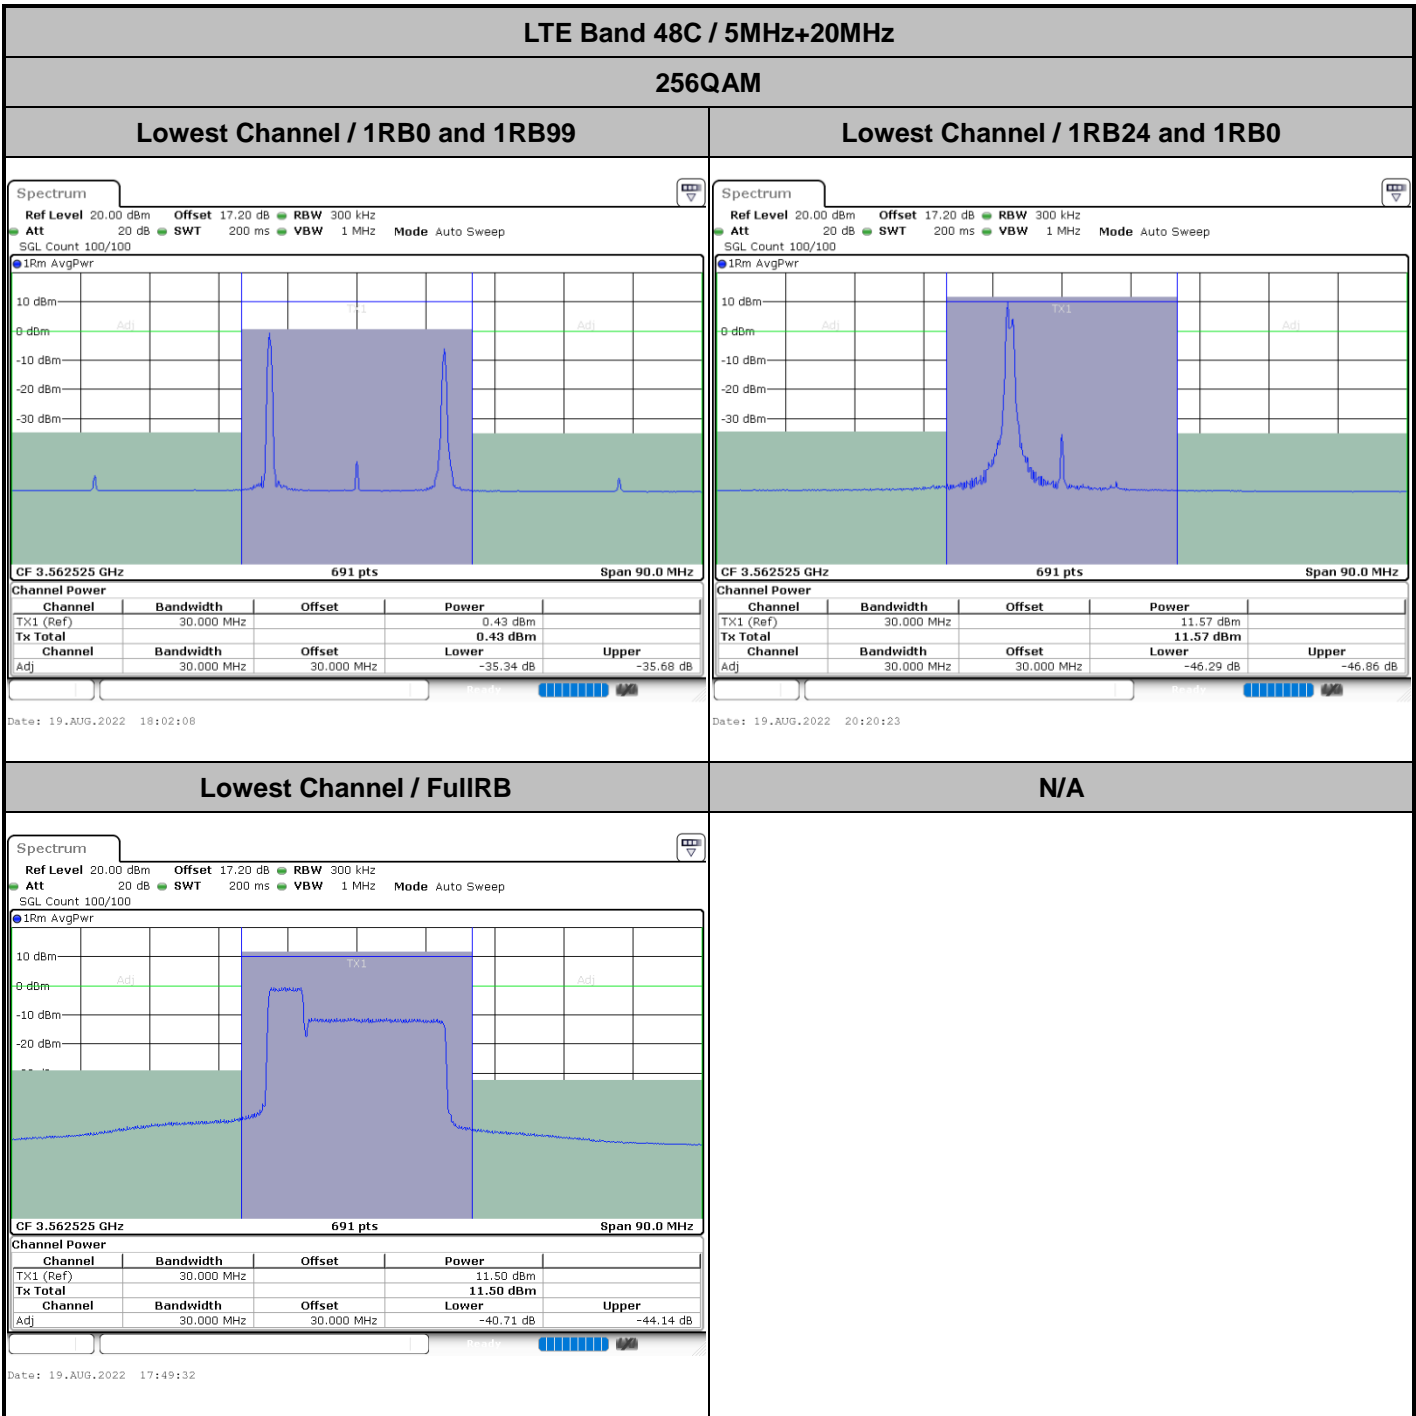 LTE Band 48C / 5MHz+20MHz
256QAM
Lowest Channel / 1RB0 and 1RB99
Lowest Channel / 1RB24 and 1RB0
Spectrum
Ref Level 20.00 dBm Offset 17.20 dB RBW 300 kHz
Att 20 dB SWT 200 ms VBW 1 MHz Mode Auto Sweep
SGL Count 100/100
1Rm AvgPwr
10 dBm
TX1
Adj
Adj
0 dBm
-10 dBm
-20 dBm
-30 dBm
CF 3.562525 GHz 691 pts Span 90.0 MHz
Channel Power
Channel Bandwidth Offset Power
TX1 (Ref) 30.000 MHz 0.43 dBm
Tx Total 0.43 dBm
Channel Bandwidth Offset Lower Upper
Adj 30.000 MHz 30.000 MHz -35.34 dB -35.68 dB
Ready
Date: 19.AUG.2022 18:02:08
Spectrum
Ref Level 20.00 dBm Offset 17.20 dB RBW 300 kHz
Att 20 dB SWT 200 ms VBW 1 MHz Mode Auto Sweep
SGL Count 100/100
1Rm AvgPwr
10 dBm
TX1
Adj
Adj
0 dBm
-10 dBm
-20 dBm
-30 dBm
CF 3.562525 GHz 691 pts Span 90.0 MHz
Channel Power
Channel Bandwidth Offset Power
TX1 (Ref) 30.000 MHz 11.57 dBm
Tx Total 11.57 dBm
Channel Bandwidth Offset Lower Upper
Adj 30.000 MHz 30.000 MHz -46.29 dB -46.86 dB
Ready
Date: 19.AUG.2022 20:20:23
Lowest Channel / FullRB
N/A
Spectrum
Ref Level 20.00 dBm Offset 17.20 dB RBW 300 kHz
Att 20 dB SWT 200 ms VBW 1 MHz Mode Auto Sweep
SGL Count 100/100
1Rm AvgPwr
10 dBm
TX1
Adj
Adj
0 dBm
-10 dBm
-20 dBm
CF 3.562525 GHz 691 pts Span 90.0 MHz
Channel Power
Channel Bandwidth Offset Power
TX1 (Ref) 30.000 MHz 11.50 dBm
Tx Total 11.50 dBm
Channel Bandwidth Offset Lower Upper
Adj 30.000 MHz 30.000 MHz -40.71 dB -44.14 dB
Ready
Date: 19.AUG.2022 17:49:32